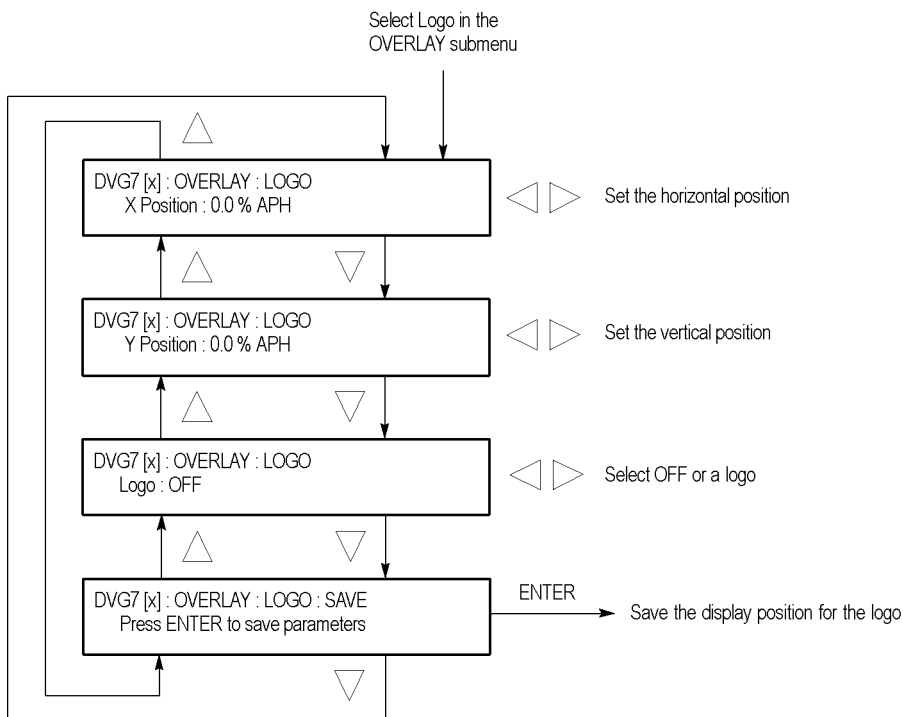 Select Logo in the
OVERLAY submenu
DVG7 [x] : OVERLAY : LOGO
X Position : 0.0 % APH
Set the horizontal position
DVG7 [x] : OVERLAY : LOGO
Y Position : 0.0 % APH
Set the vertical position
DVG7 [x] : OVERLAY : LOGO
Logo : OFF
Select OFF or a logo
DVG7 [x] : OVERLAY : LOGO : SAVE
Press ENTER to save parameters
ENTER
Save the display position for the logo